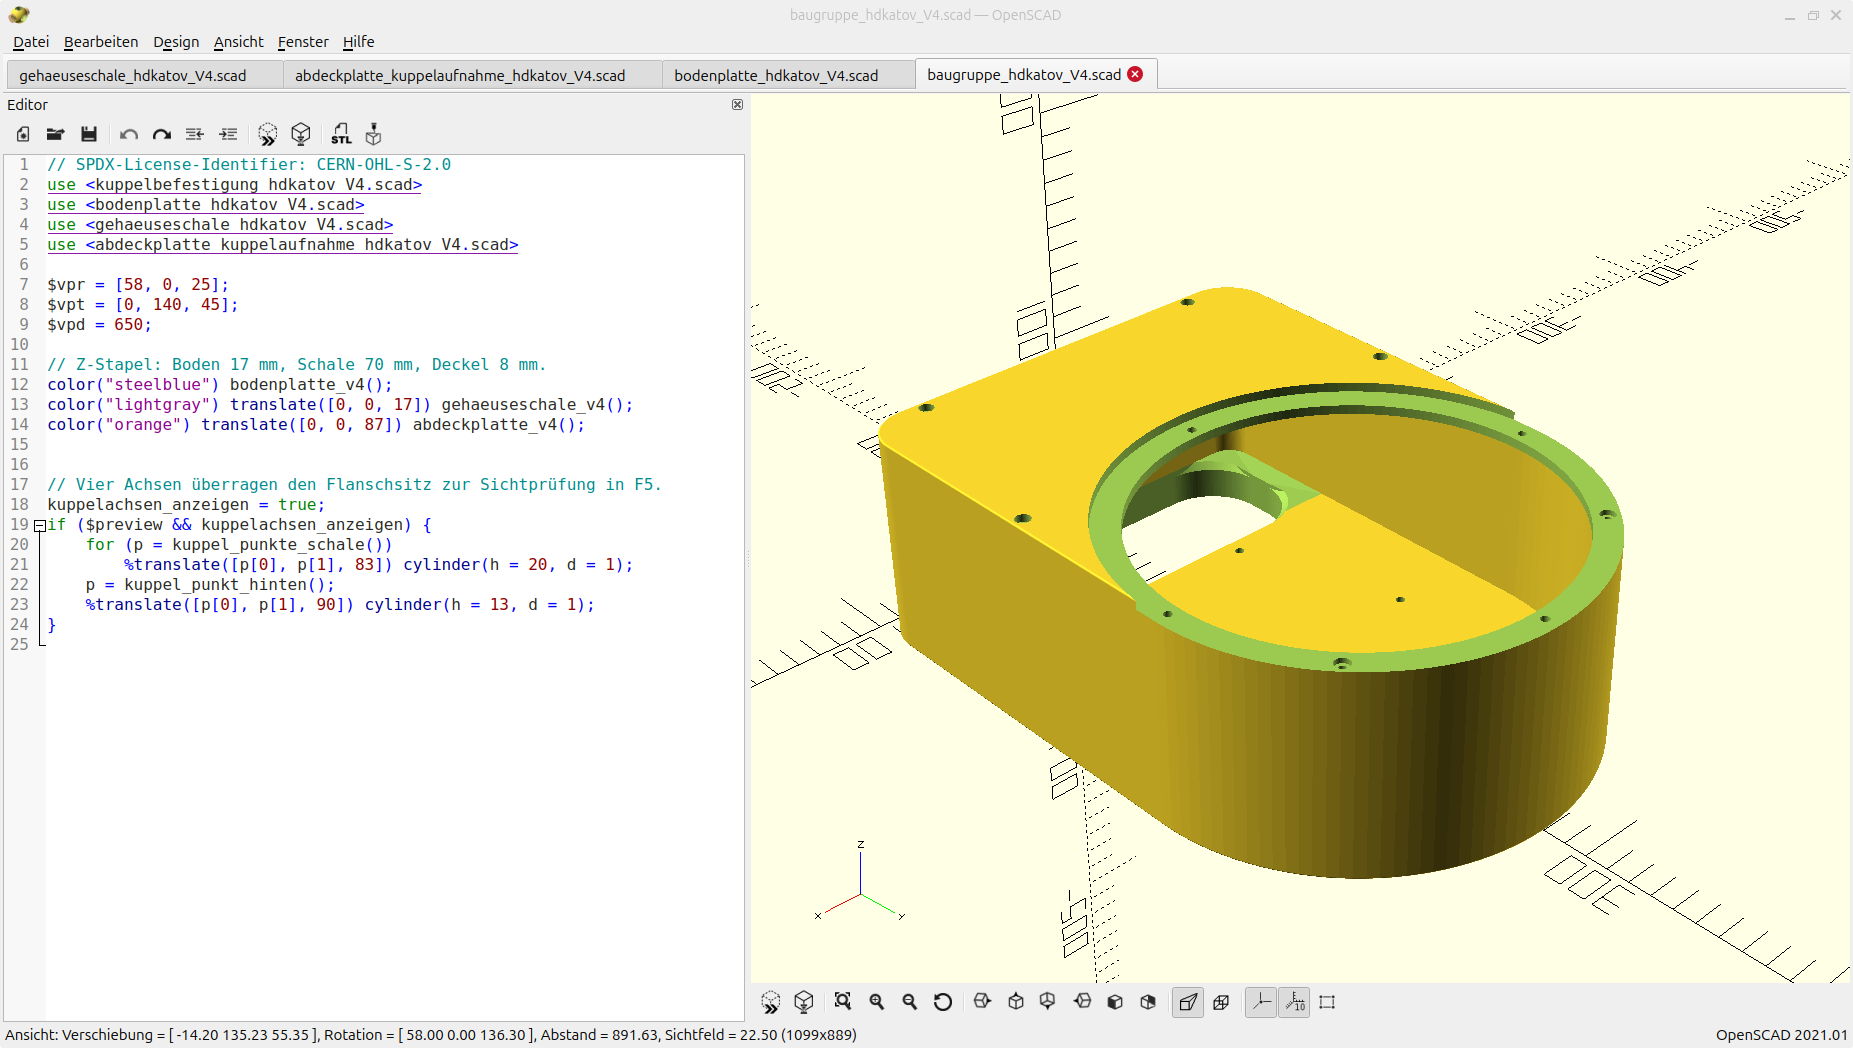 baugruppe_hdkatov_V4.scad — OpenSCAD
Datei Bearbeiten Design Ansicht Fenster Hilfe
gehaeuseschale_hdkatov_V4.scad abdeckplatte_kuppelaufnahme_hdkatov_V4.scad bodenplatte_hdkatov_V4.scad baugruppe_hdkatov_V4.scad
Editor
STL
1 // SPDX-License-Identifier: CERN-OHL-S-2.0
2 use <kuppelbefestigung_hdkatov_V4.scad>
3 use <bodenplatte_hdkatov_V4.scad>
4 use <gehaeuseschale_hdkatov_V4.scad>
5 use <abdeckplatte_kuppelaufnahme_hdkatov_V4.scad>
6
7 $vpr = [58, 0, 25];
8 $vpt = [0, 140, 45];
9 $vpd = 650;
10
11 // Z-Stapel: Boden 17 mm, Schale 70 mm, Deckel 8 mm.
12 color("steelblue") bodenplatte_v4();
13 color("lightgray") translate([0, 0, 17]) gehaeuseschale_v4();
14 color("orange") translate([0, 0, 87]) abdeckplatte_v4();
15
16
17 // Vier Achsen überragen den Flanschsitz zur Sichtprüfung in F5.
18 kuppelachsen_anzeigen = true;
19 if ($preview && kuppelachsen_anzeigen) {
20 for (p = kuppel_punkte_schale())
21 %translate([p[0], p[1], 83]) cylinder(h = 20, d = 1);
22 p = kuppel_punkt_hinten();
23 %translate([p[0], p[1], 90]) cylinder(h = 13, d = 1);
24 }
25
z
x
y
10
Ansicht: Verschiebung = [ -14.20 135.23 55.35 ], Rotation = [ 58.00 0.00 136.30 ], Abstand = 891.63, Sichtfeld = 22.50 (1099x889)
OpenSCAD 2021.01